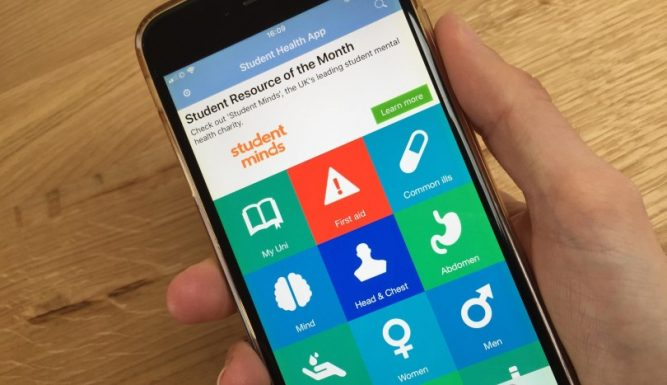 16:09
Student Health App
Student Resource of the Month
Check out 'Student Minds', the UK's leading student mental
health charity.
Learn more
student
minds
My Uni
First aid
Common ills
Mind
Head & Chest
Abdomen
Women
Men